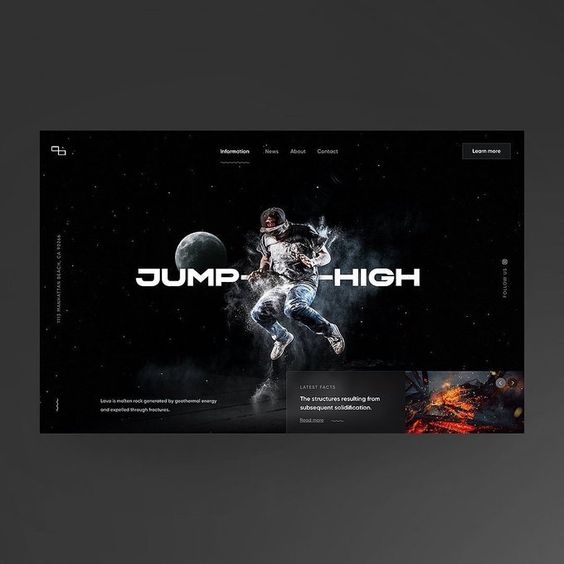 Information
News
About
Contact
Learn more
1113 MANHATTAN BEACH, CA 90266
FOLLOW US
JUMP-
-HIGH
Lava is molten rock generated by geothermal energy
and expelled through fractures.
LATEST FACTS
The structures resulting from
subsequent solidification.
Read more